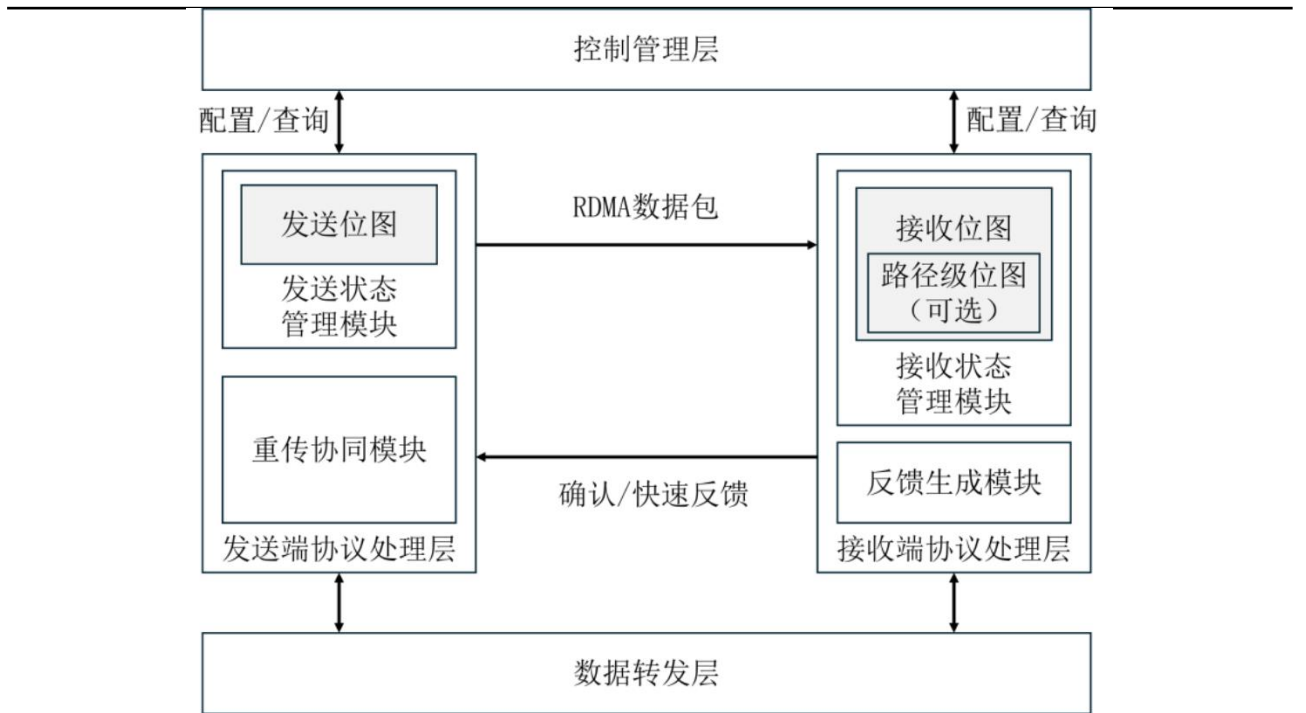 控制管理层
配置/查询
配置/查询
发送位图
发送状态
管理模块
重传协同模块
发送端协议处理层
RDMA数据包
确认/快速反馈
接收位图
路径级位图
（可选）
接收状态
管理模块
反馈生成模块
接收端协议处理层
数据转发层